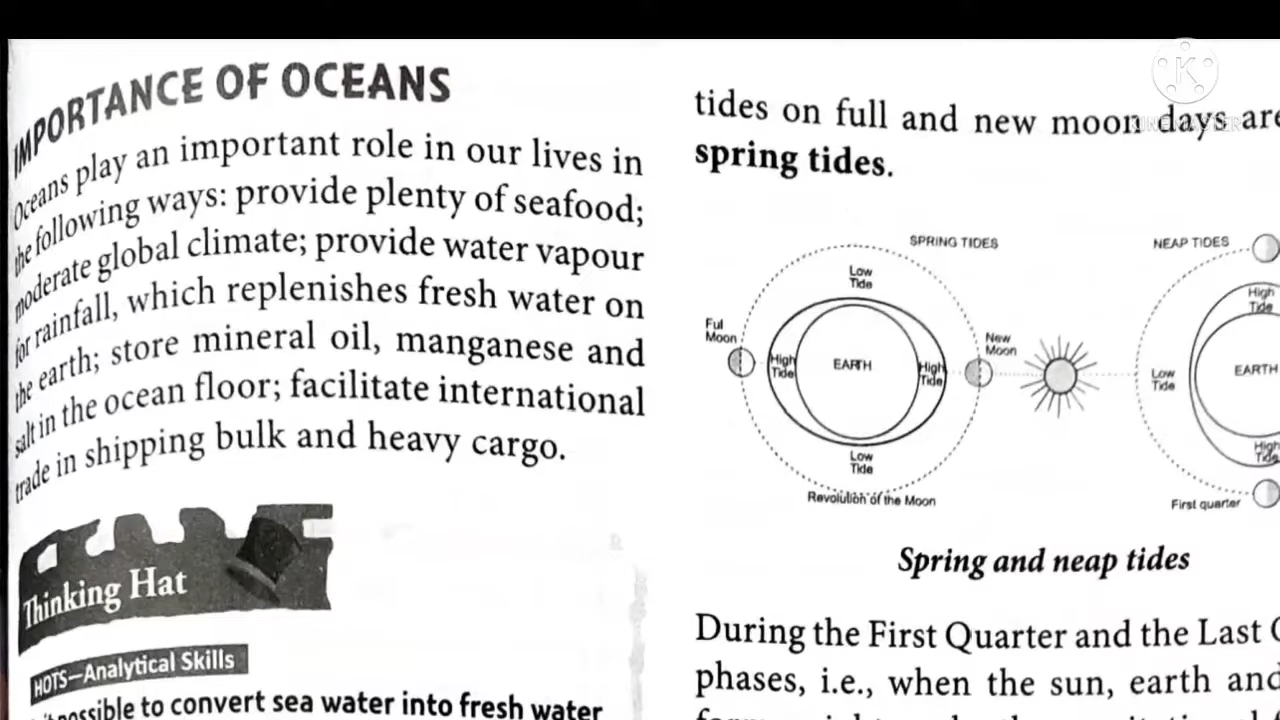 IMPORTANCE OF OCEANS
Oceans play an important role in our lives in
the following ways: provide plenty of seafood;
moderate global climate; provide water vapour
for rainfall, which replenishes fresh water on
the earth; store mineral oil, manganese and
salt in the ocean floor; facilitate international
trade in shipping bulk and heavy cargo.
Thinking Hat
HOTS—Analytical Skills
possible to convert sea water into fresh water
tides on full and new moon days are
spring tides.
SPRING TIDES
Low
Tide
Ful
Moon
High
Tide
EARTH
High
Tide
New
Moon
Low
Tide
Revolution of the Moon
NEAP TIDES
High
Tide
Low
Tide
EARTH
High
Tide
First quarter
Spring and neap tides
During the First Quarter and the Last
phases, i.e., when the sun, earth and
K